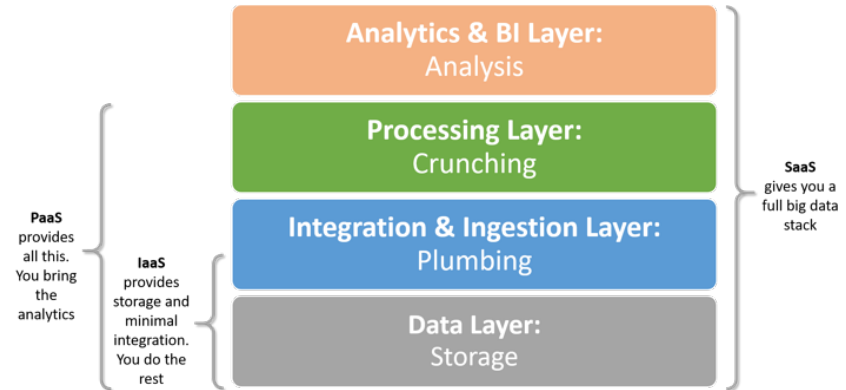 Analytics & BI Layer:
Analysis
Processing Layer:
Crunching
Integration & Ingestion Layer:
Plumbing
Data Layer:
Storage
PaaS
provides
all this.
You bring
the
analytics
IaaS
provides
storage and
minimal
integration.
You do the
rest
SaaS
gives you a
full big data
stack